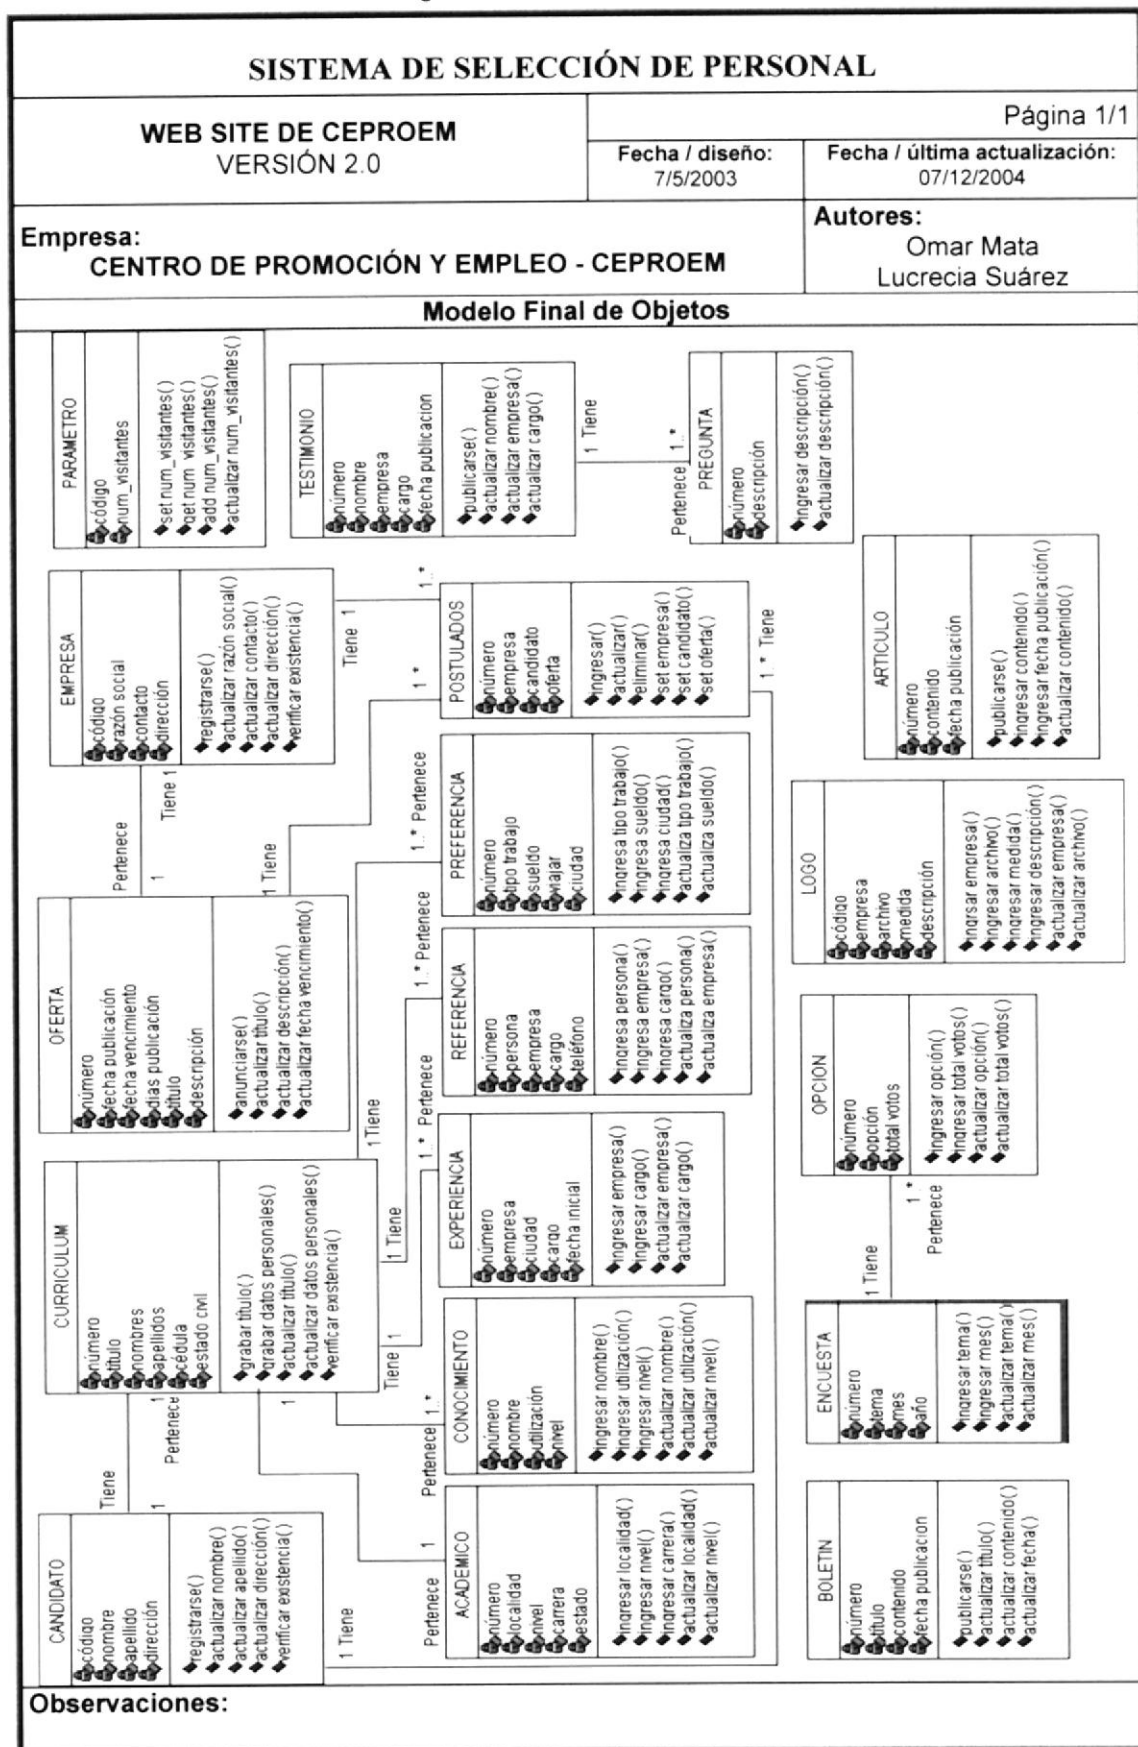 SISTEMA DE SELECCIÓN DE PERSONAL
WEB SITE DE CEPROEM
VERSIÓN 2.0
Página 1/1
Fecha / diseño:
7/5/2003
Fecha / última actualización:
07/12/2004
Empresa:
CENTRO DE PROMOCIÓN Y EMPLEO - CEPROEM
Autores:
Omar Mata
Lucrecia Suárez
Modelo Final de Objetos
CANDIDATO
código
nombre
apellido
dirección
registrarse()
actualizar nombre()
actualizar apellido()
actualizar dirección()
verificar existencia()
Tiene
1
Pertenece
1
CURRICULUM
número
título
nombres
apellidos
cédula
estado civil
grabar título()
grabar datos personales()
actualizar título()
actualizar datos personales()
verificar existencia()
OFERTA
número
fecha publicación
fecha vencimiento
dias publicación
título
descripción
anunciarse()
actualizar título()
actualizar descripción()
actualizar fecha vencimiento()
Pertenece
1
Tiene 1
EMPRESA
código
razón social
contacto
dirección
registrarse()
actualizar razón social()
actualizar contacto()
actualizar dirección()
verificar existencia()
PARAMETRO
código
num_visitantes
set num_visitantes()
get num_visitantes()
add num_visitantes()
actualizar num_visitantes()
1 Tiene
1
Tiene 1
1 Tiene
1 Tiene
1 Tiene
Tiene 1
Pertenece 1
Pertenece 1..*
1..* Pertenece
1..* Pertenece
1..* Pertenece
1 *
1..*
ACADEMICO
número
localidad
nivel
carrera
estado
ingresar localidad()
ingresar nivel()
ingresar carrera()
actualizar localidad()
actualizar nivel()
CONOCIMIENTO
número
nombre
utilización
nivel
ingresar nombre()
ingresar utilización()
ingresar nivel()
actualizar nombre()
actualizar utilización()
actualizar nivel()
EXPERIENCIA
número
empresa
ciudad
cargo
fecha inicial
ingresar empresa()
ingresar cargo()
actualizar empresa()
actualizar cargo()
REFERENCIA
número
persona
empresa
cargo
teléfono
ingresa persona()
ingresa empresa()
ingresa cargo()
actualiza persona()
actualiza empresa()
PREFERENCIA
número
tipo trabajo
sueldo
viajar
ciudad
ingresa tipo trabajo()
ingresa sueldo()
ingresa ciudad()
actualiza tipo trabajo()
actualiza sueldo()
POSTULADOS
número
empresa
candidato
oferta
ingresar()
actualizar()
eliminar()
set empresa()
set candidato()
set oferta()
1..* Tiene
TESTIMONIO
número
nombre
empresa
cargo
fecha publicacion
publicarse()
actualizar nombre()
actualizar empresa()
actualizar cargo()
1 Tiene
Pertenece 1..*
PREGUNTA
número
descripción
ingresar descripción()
actualizar descripción()
BOLETIN
número
título
contenido
fecha publicacion
publicarse()
actualizar título()
actualizar contenido()
actualizar fecha()
ENCUESTA
número
tema
mes
año
ingresar tema()
ingresar mes()
actualizar tema()
actualizar mes()
1 Tiene
1..*
Pertenece
OPCION
número
opción
total votos
ingresar opción()
ingresar total votos()
actualizar opción()
actualizar total votos()
LOGO
código
empresa
archivo
medida
descripción
ingrsar empresa()
ingresar archivo()
ingresar medida()
ingresar descripción()
actualizar empresa()
actualizar archivo()
ARTICULO
número
contenido
fecha publicación
publicarse()
ingresar contenido()
ingresar fecha publicación()
actualizar contenido()
Observaciones: